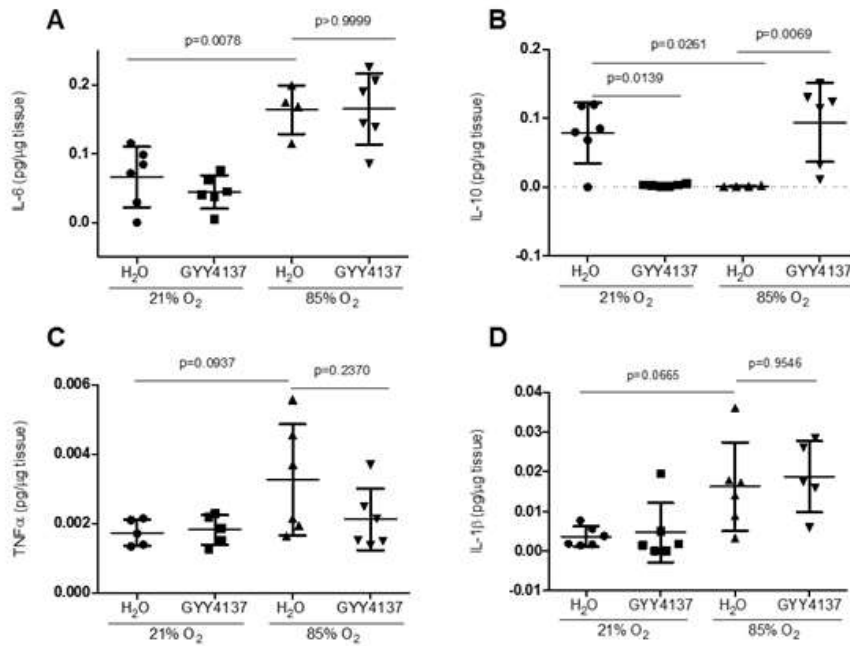 A
p>0.9999
p=0.0078
0.2
0.1
0.0
IL-6 (pg/μg tissue)
H₂O GYY4137 H₂O GYY4137
21% O₂ 85% O₂
B
p=0.0069
p=0.0261
p=0.0139
0.2
0.1
0.0
-0.1
IL-10 (pg/μg tissue)
H₂O GYY4137 H₂O GYY4137
21% O₂ 85% O₂
C
p=0.0937
p=0.2370
0.006
0.004
0.002
0.000
TNFα (pg/μg tissue)
H₂O GYY4137 H₂O GYY4137
21% O₂ 85% O₂
D
p=0.9546
p=0.0665
0.04
0.03
0.02
0.01
0.00
-0.01
IL-1β (pg/μg tissue)
H₂O GYY4137 H₂O GYY4137
21% O₂ 85% O₂